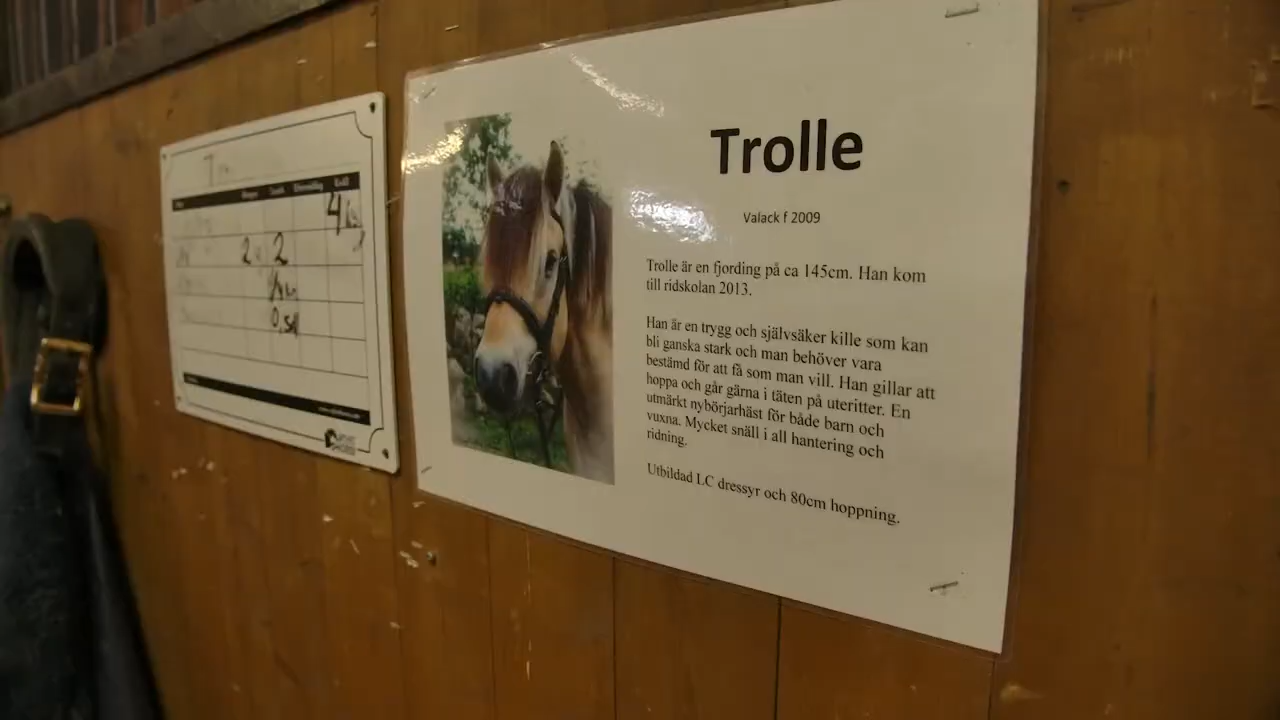 Trolle
Valack f 2009
Trolle är en fjording på ca 145cm. Han kom
till ridskolan 2013.
Han är en trygg och självsäker kille som kan
bli ganska stark och man behöver vara
bestämd för att få som man vill. Han gillar att
hoppa och går gärna i täten på uteritter. En
utmärkt nybörjarhäst för både barn och
vuxna. Mycket snäll i all hantering och
ridning.
Utbildad LC dressyr och 80cm hoppning.
4
2 2